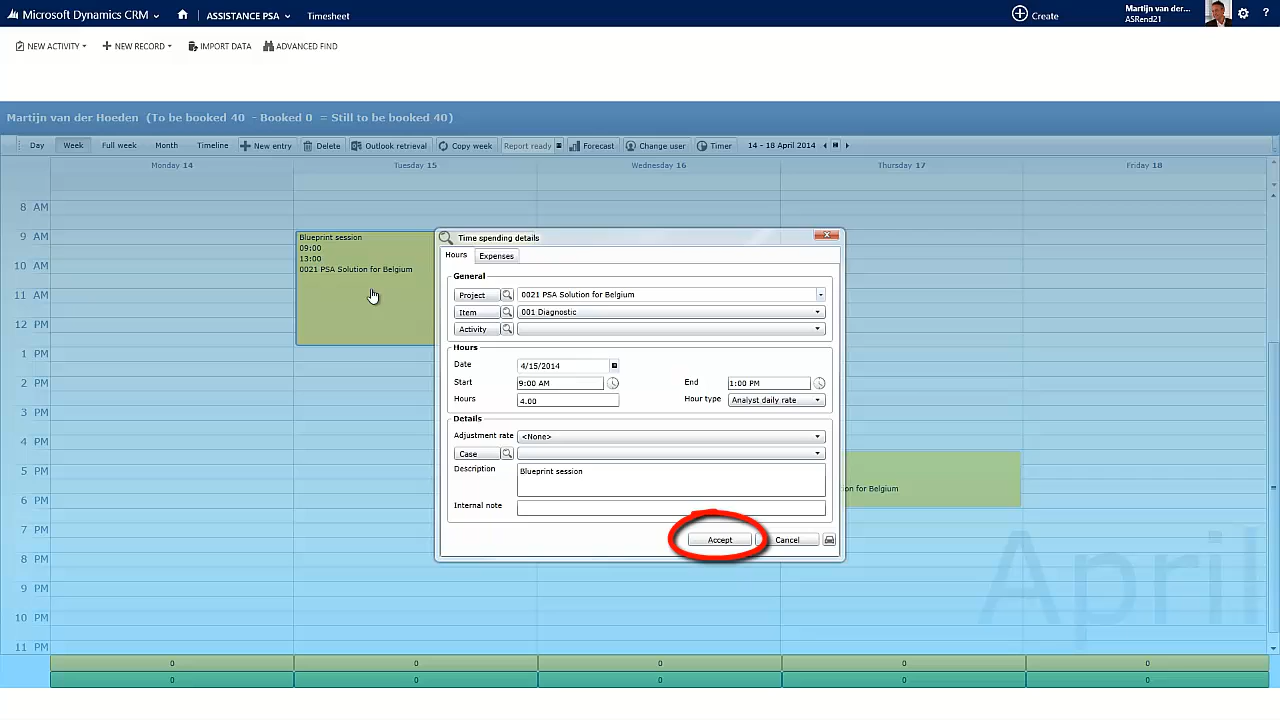 Microsoft Dynamics CRM ASSISTANCE PSA Timesheet Create Martijn van der... ?
ASRend21
NEW ACTIVITY NEW RECORD IMPORT DATA ADVANCED FIND
Martijn van der Hoeden (To be booked 40 - Booked 0 = Still to be booked 40)
Day Week Full week Month Timeline New entry Delete Outlook retrieval Copy week Report ready Forecast Change user Timer 14 - 18 April 2014
Monday 14 Tuesday 15 Wednesday 16 Thursday 17 Friday 18
8 AM
9 AM
10 AM
11 AM
12 PM
1 PM
2 PM
3 PM
4 PM
5 PM
6 PM
7 PM
8 PM
9 PM
10 PM
11 PM
Blueprint session
09:00
13:00
0021 PSA Solution for Belgium
Time spending details
Hours Expenses
General
Project 0021 PSA Solution for Belgium
Item 001 Diagnostic
Activity
Hours
Date 4/15/2014
Start 9:00 AM End 1:00 PM
Hours 4.00 Hour type Analyst daily rate
Details
Adjustment rate <None>
Case
Description Blueprint session
Internal note
Accept Cancel
for Belgium
April
0 0 0 0 0
0 0 0 0 0